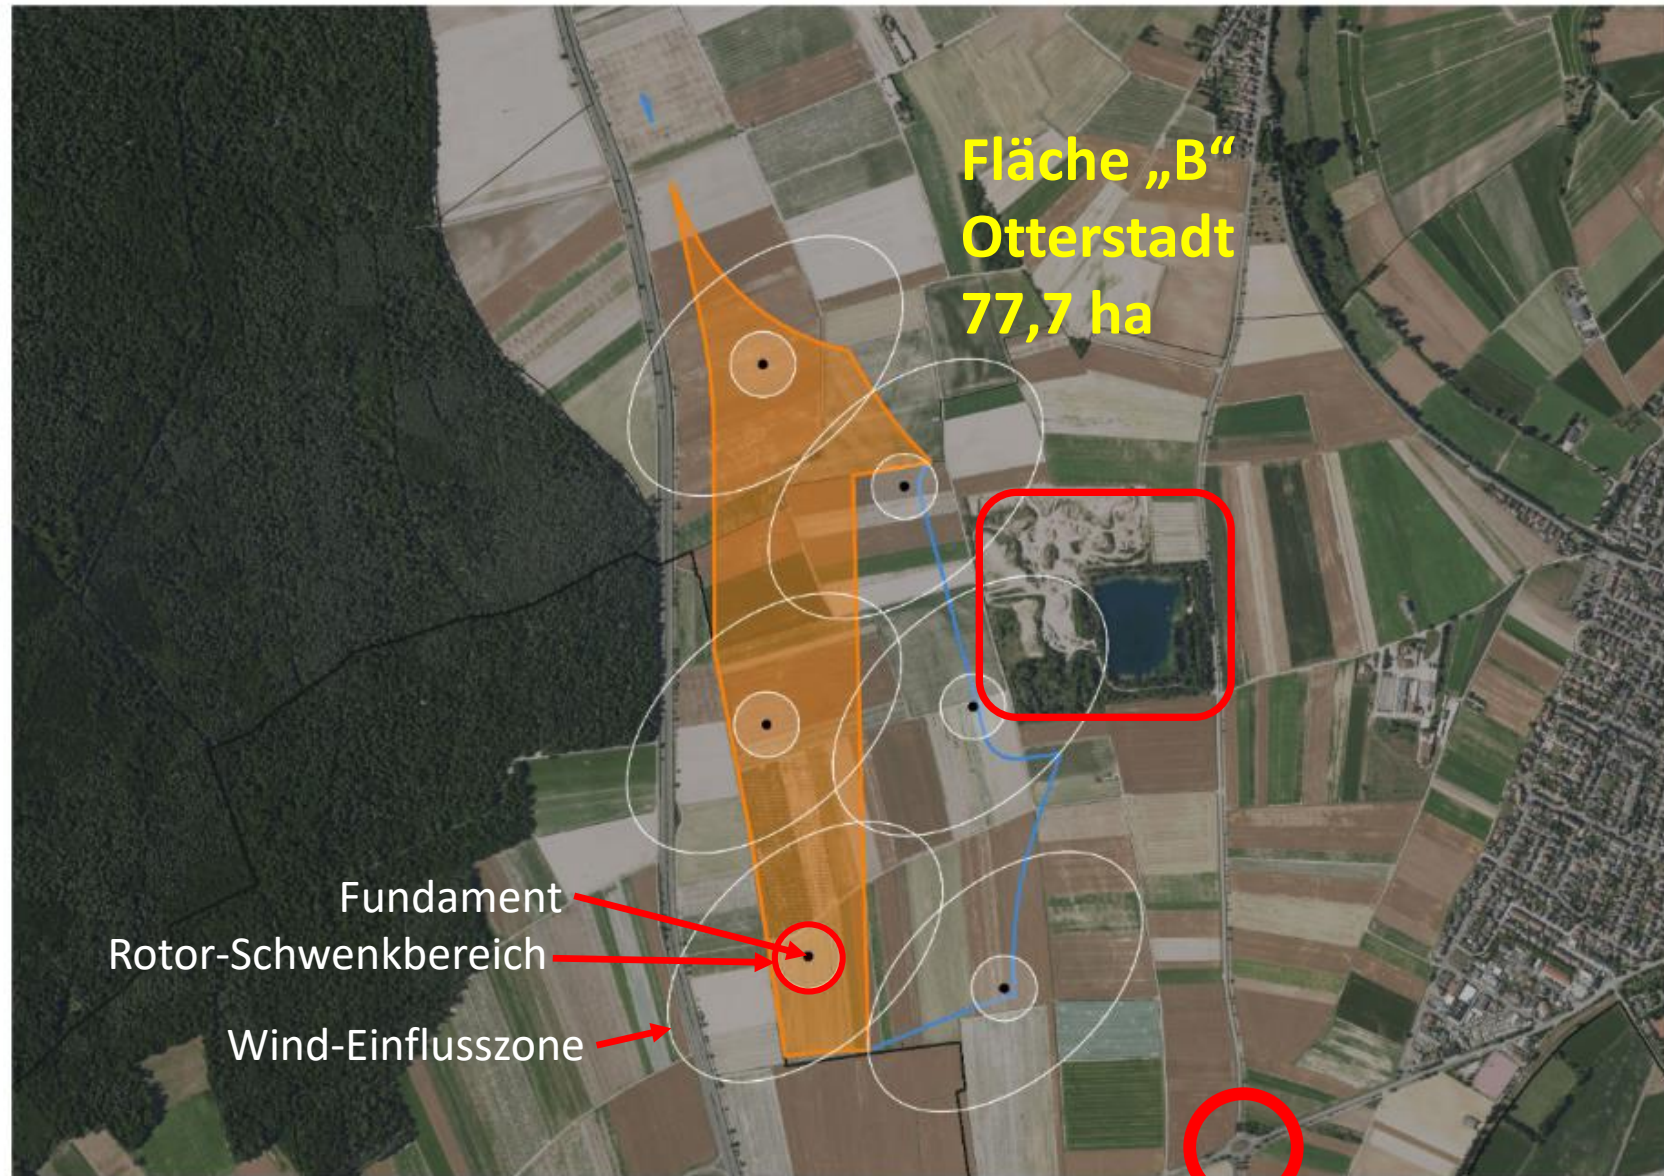 Fläche „B“
Otterstadt
77,7 ha
Fundament
Rotor-Schwenkbereich
Wind-Einflusszone